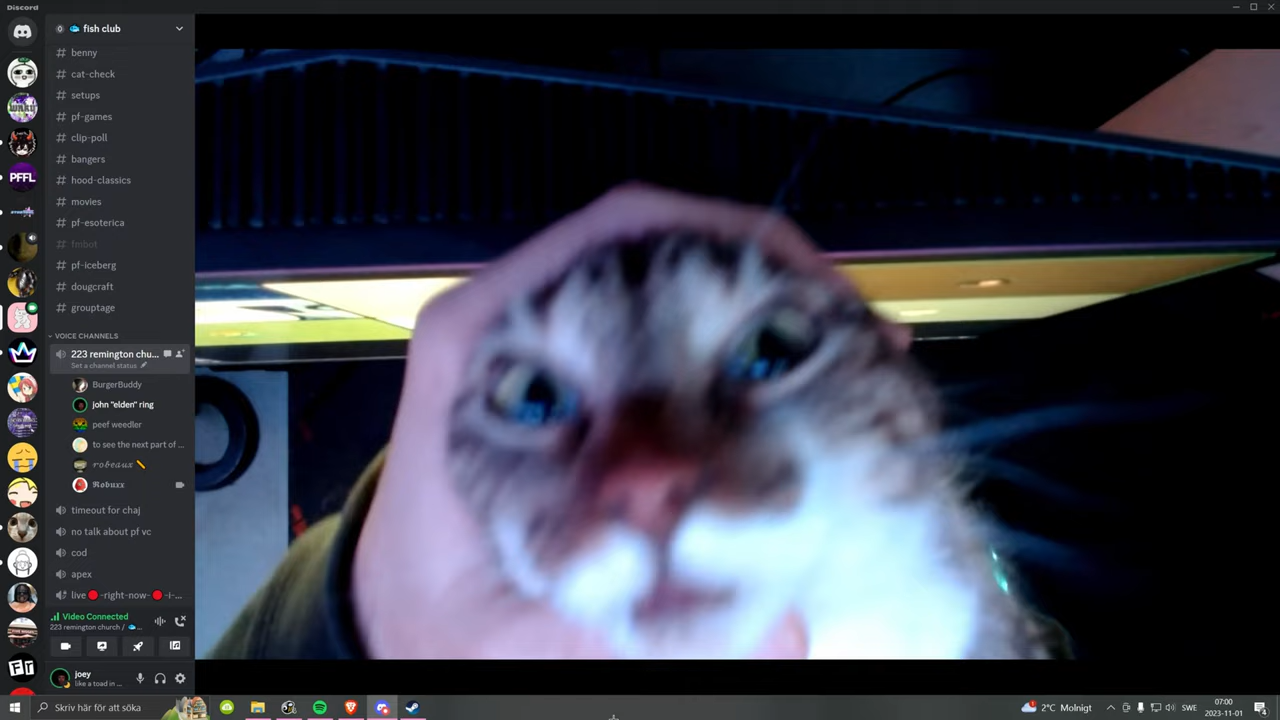 Discord
fish club
benny
cat-check
setups
pf-games
clip-poll
bangers
hood-classics
movies
pf-esoterica
fmbot
pf-iceberg
dougcraft
grouptage
VOICE CHANNELS
223 remington chu...
Set a channel status
BurgerBuddy
john "elden" ring
peef weedler
to see the next part of ...
robeaux
Robuxx
timeout for chaj
no talk about pf vc
cod
apex
live🔴-right-now-🔴-i-...
Video Connected
223 remington church / 🐟...
joey
like a toad in ...
PFFL
Fr
Skriv här för att söka
2°C Molnigt
SWE
07:00
2023-11-01
4